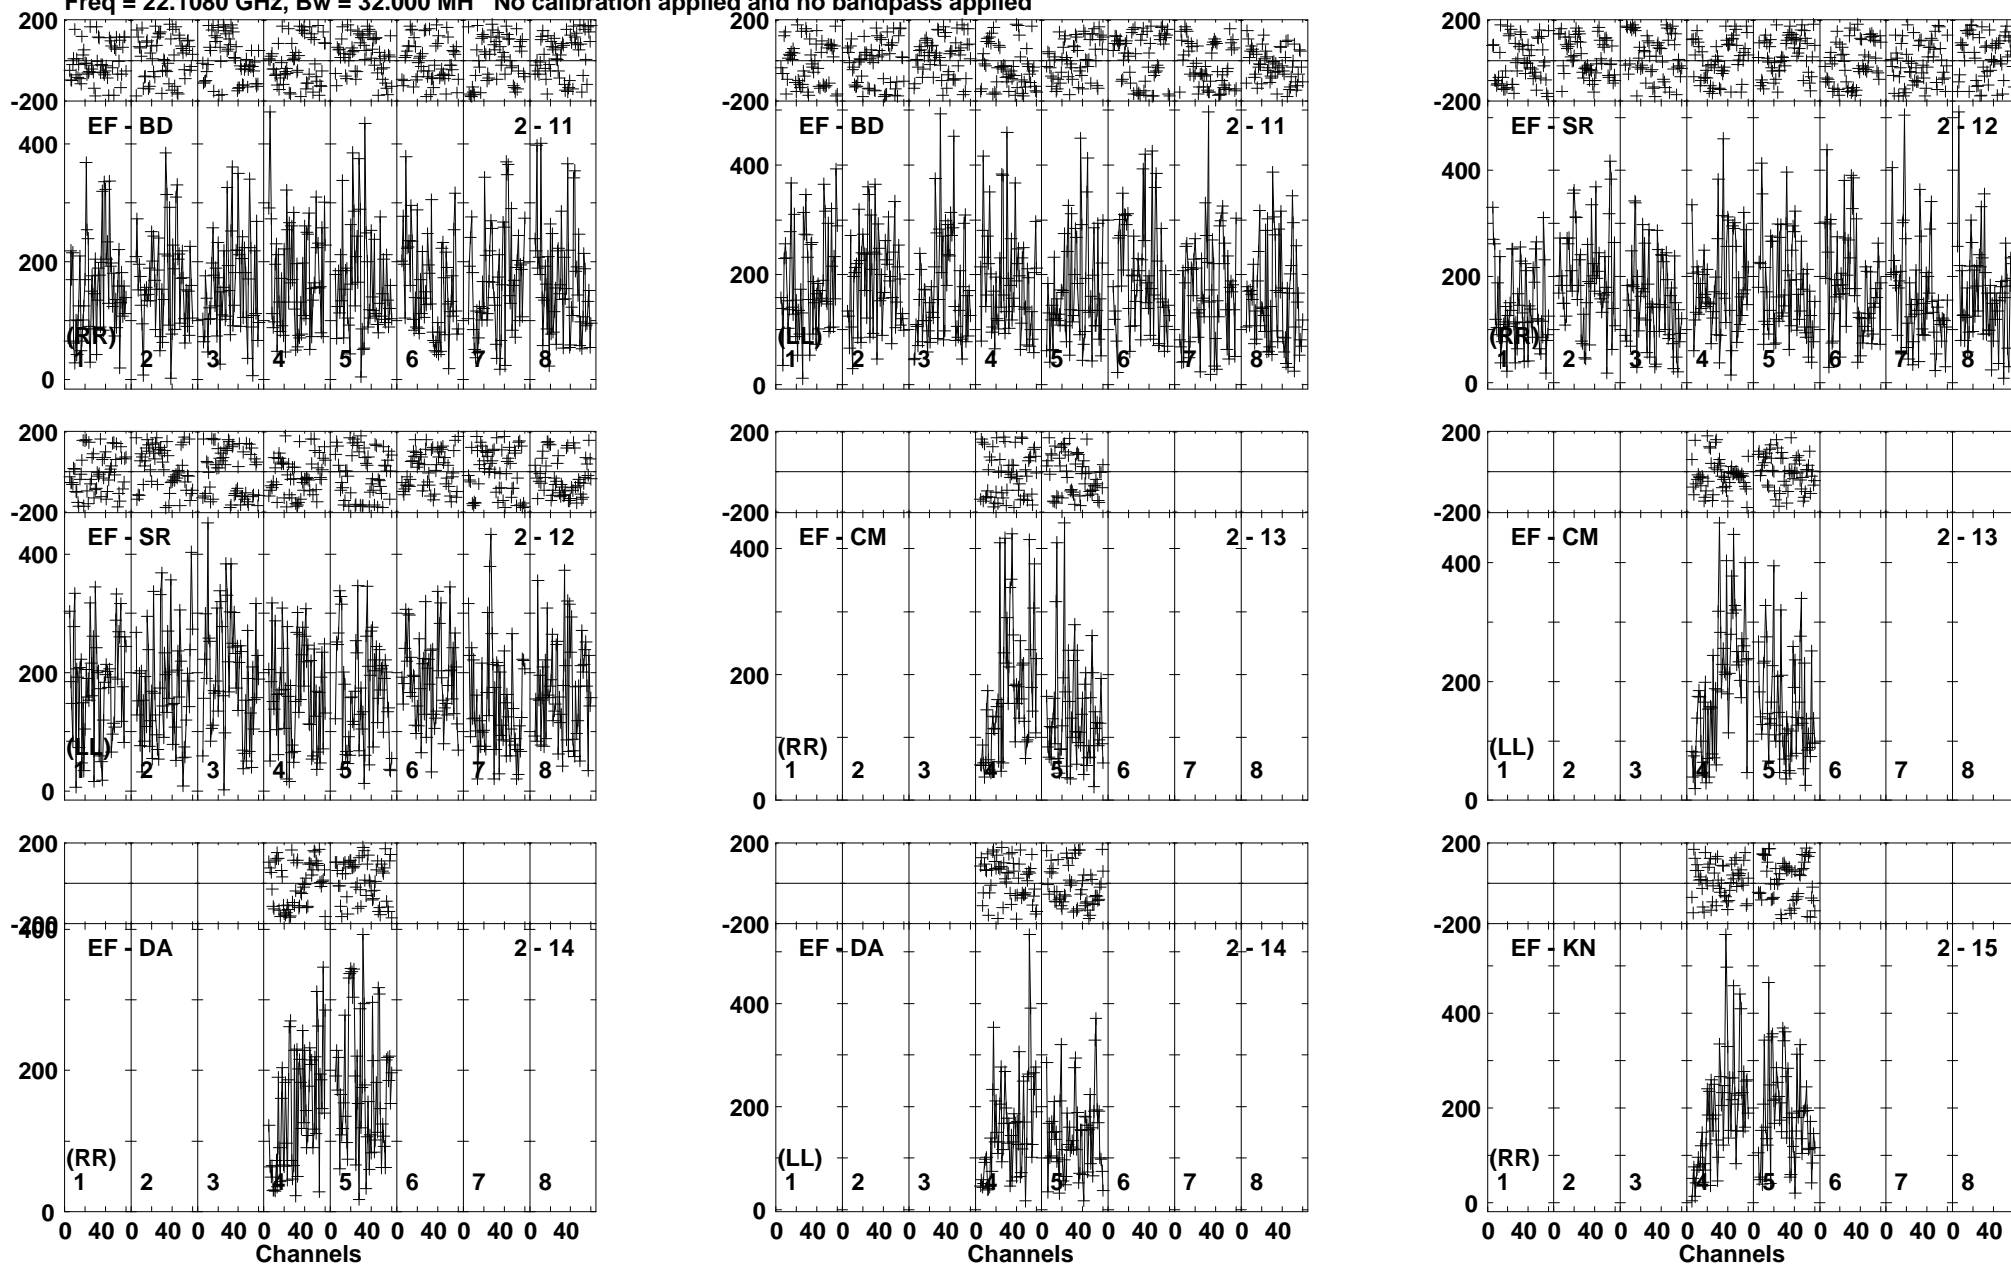 Freq = 22.1080 GHz, Bw = 32.000 MH No calibration applied and no bandpass applied
200 200 200
-200 -200 -200
EF - BD 2 - 11 EF - BD 2 - 11 EF - SR 2 - 12
400 400 400
200 200 200
(RR) (LL) (RR)
1 2 3 4 5 6 7 8 1 2 3 4 5 6 7 8 1 2 3 4 5 6 7 8
0 0 0
200 200 200
-200 -200 -200
EF - SR 2 - 12 EF - CM 2 - 13 EF - CM 2 - 13
400 400 400
200 200 200
(LL) (RR) (LL)
1 2 3 4 5 6 7 8 1 2 3 4 5 6 7 8 1 2 3 4 5 6 7 8
0 0 0
200 200 200
-200 -200 -200
400
EF - DA 2 - 14 EF - DA 2 - 14 EF - KN 2 - 15
400 400
200 200 200
(RR) (LL) (RR)
1 2 3 4 5 6 7 8 1 2 3 4 5 6 7 8 1 2 3 4 5 6 7 8
0 0 0
0 40 0 40 0 40 0 40 0 40 0 40 0 40 0 40 0 40 0 40 0 40 0 40 0 40 0 40 0 40 0 40 0 40 0 40 0 40 0 40 0 40 0 40 0 40 0 40
Channels Channels Channels